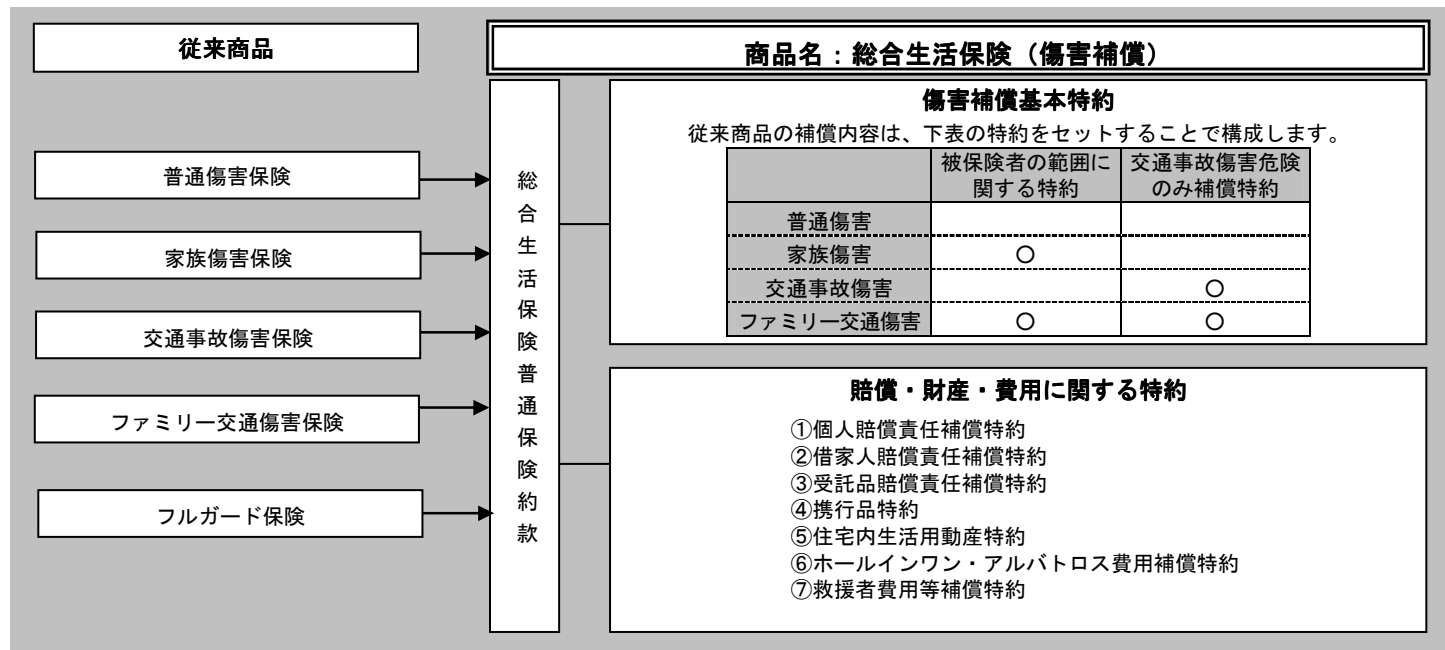 従来商品
商品名：総合生活保険（傷害補償）
普通傷害保険
家族傷害保険
交通事故傷害保険
ファミリー交通傷害保険
フルガード保険
総合生活保険普通保険約款
傷害補償基本特約
従来商品の補償内容は、下表の特約をセットすることで構成します。
被保険者の範囲に 交通事故傷害危険
関する特約 のみ補償特約
普通傷害
家族傷害 ○
交通事故傷害 ○
ファミリー交通傷害 ○ ○
賠償・財産・費用に関する特約
①個人賠償責任補償特約
②借家人賠償責任補償特約
③受託品賠償責任補償特約
④携行品特約
⑤住宅内生活用動産特約
⑥ホールインワン・アルバトロス費用補償特約
⑦救援者費用等補償特約